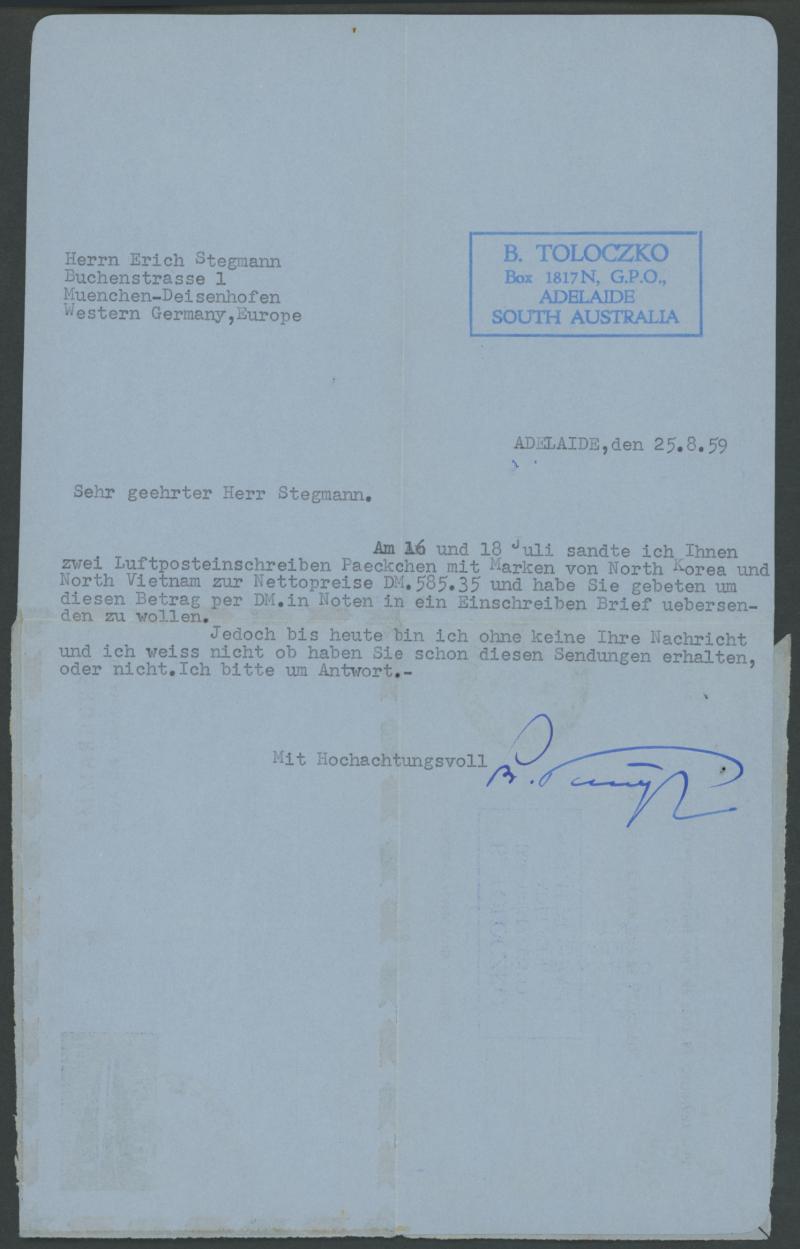 Herrn Erich Stegmann
Buchenstrasse 1
Muenchen-Deisenhofen
Western Germany,Europe
B. TOLOCZKO
Box 1817N, G.P.O.,
ADELAIDE
SOUTH AUSTRALIA
ADELAIDE,den 25.8.59
Sehr geehrter Herr Stegmann.
Am 16 und 18 Juli sandte ich Ihnen
zwei Luftposteinschreiben Paeckchen mit Marken von North Korea und
North Vietnam zur Nettopreise DM.585.35 und habe Sie gebeten um
diesen Betrag per DM.in Noten in ein Einschreiben Brief uebersen-
den zu wollen.
Jedoch bis heute bin ich ohne keine Ihre Nachricht
und ich weiss nicht ob haben Sie schon diesen Sendungen erhalten,
oder nicht.Ich bitte um Antwort.-
Mit Hochachtungsvoll